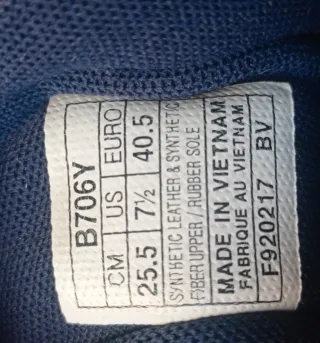 B706Y
CM US EURO
25.5 7½ 40.5
SYNTHETIC LEATHER & SYNTHETIC
FIBER UPPER / RUBBER SOLE
MADE IN VIETNAM
FABRIQUE AU VIETNAM
F920217 BV